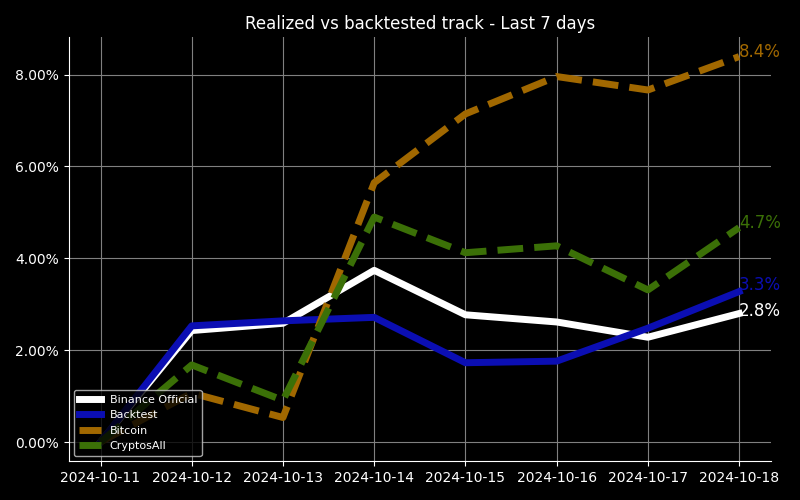 Realized vs backtested track - Last 7 days
8.4%
8.00%
6.00%
4.7%
4.00%
3.3%
2.8%
2.00%
Binance Official
Backtest
Bitcoin
CryptosAll
0.00%
2024-10-11 2024-10-12 2024-10-13 2024-10-14 2024-10-15 2024-10-16 2024-10-17 2024-10-18